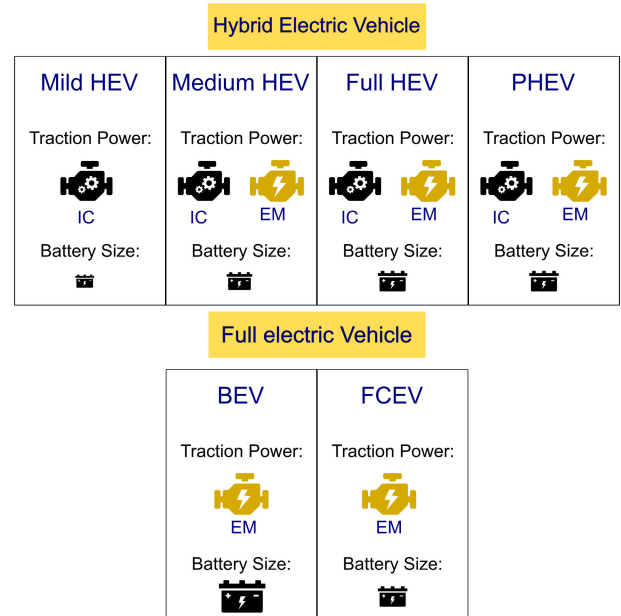 Hybrid Electric Vehicle
Mild HEV
Medium HEV
Full HEV
PHEV
Traction Power:
Traction Power:
Traction Power:
Traction Power:
IC
IC
EM
IC
EM
IC
EM
Battery Size:
Battery Size:
Battery Size:
Battery Size:
Full electric Vehicle
BEV
FCEV
Traction Power:
Traction Power:
EM
EM
Battery Size:
Battery Size: